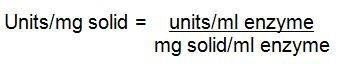 Units/mg solid = units/ml enzyme
mg solid/ml enzyme